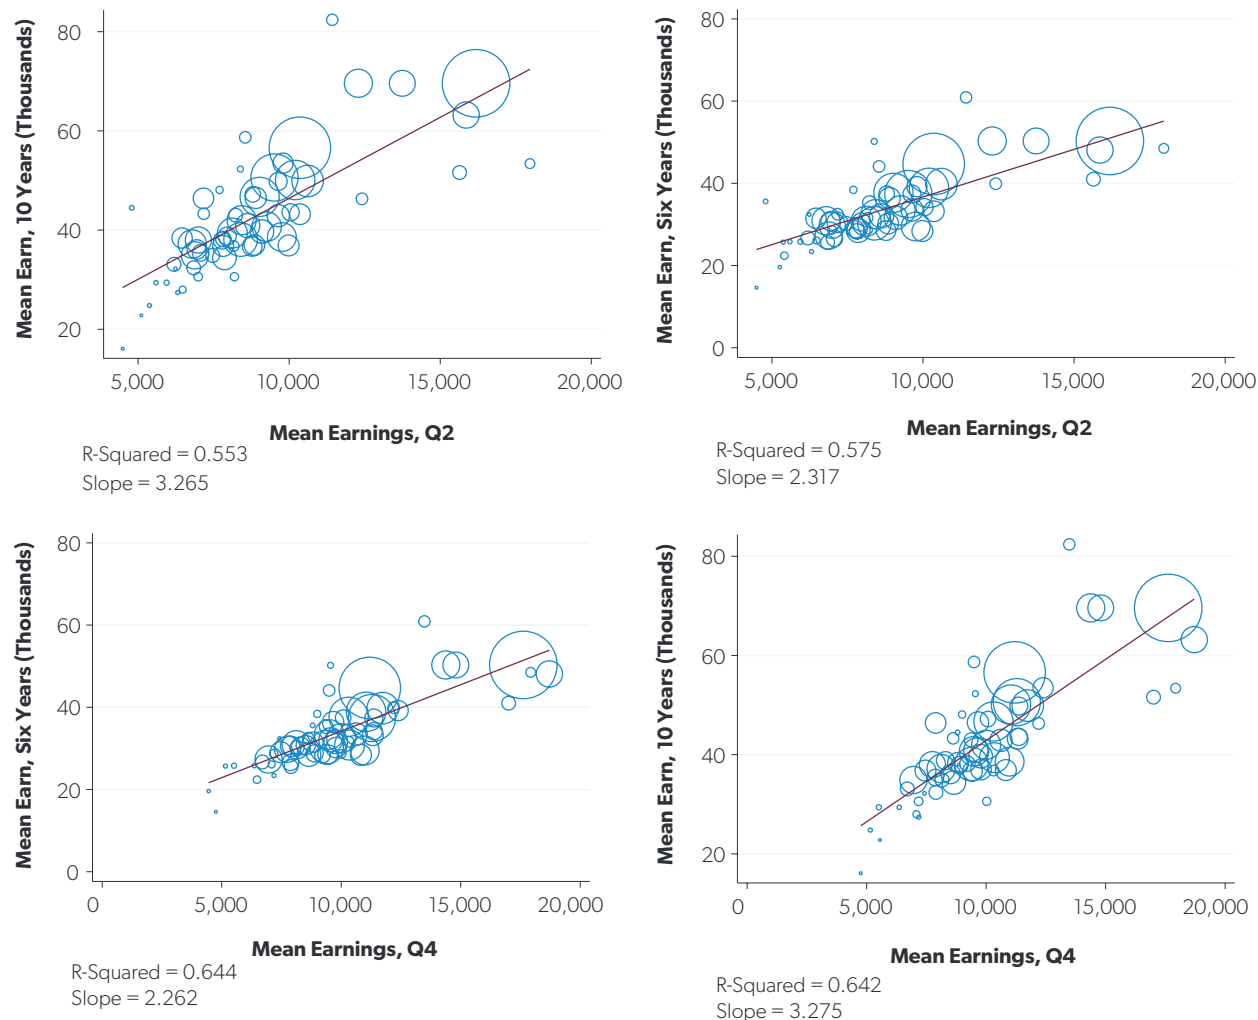 Mean Earn, 10 Years (Thousands)
80
60
40
20
5,000
10,000
15,000
20,000
Mean Earnings, Q2
R-Squared = 0.553
Slope = 3.265
Mean Earn, Six Years (Thousands)
80
60
40
20
0
5,000
10,000
15,000
20,000
Mean Earnings, Q2
R-Squared = 0.575
Slope = 2.317
Mean Earn, Six Years (Thousands)
80
60
40
20
0
0
5,000
10,000
15,000
20,000
Mean Earnings, Q4
R-Squared = 0.644
Slope = 2.262
Mean Earn, 10 Years (Thousands)
80
60
40
20
0
5,000
10,000
15,000
20,000
Mean Earnings, Q4
R-Squared = 0.642
Slope = 3.275